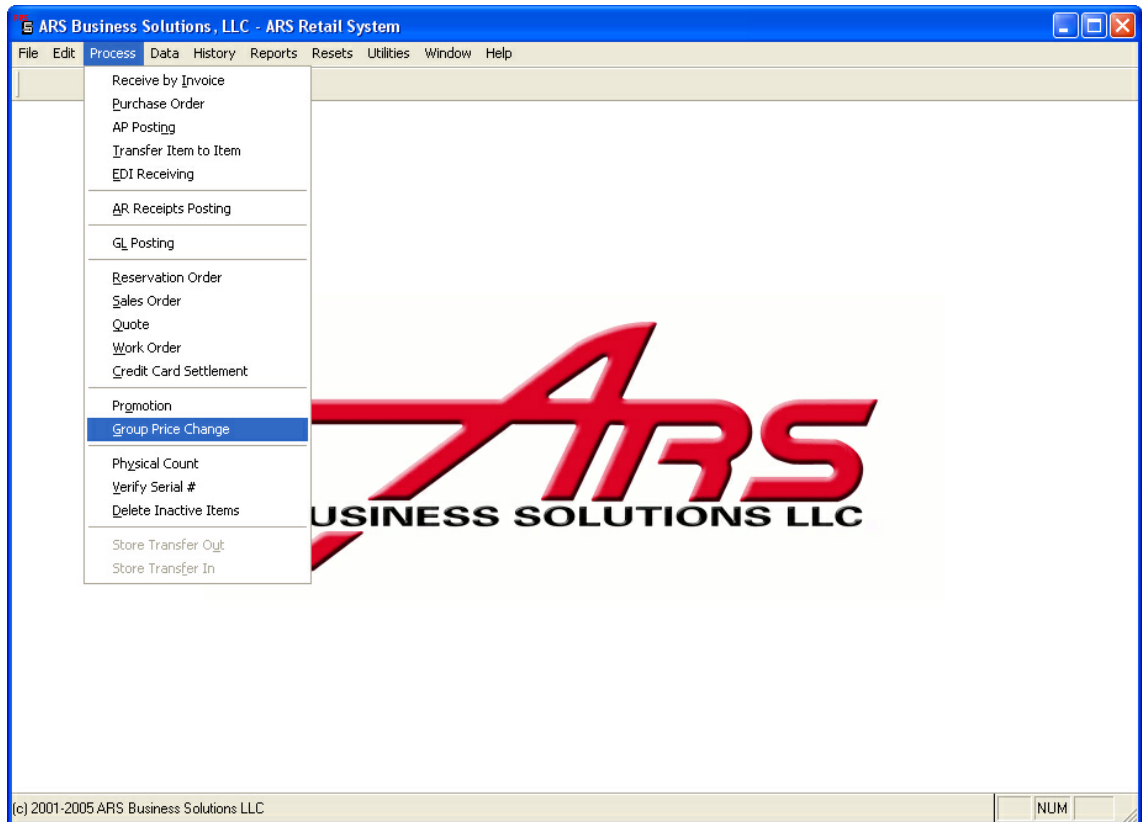 ARS Business Solutions, LLC - ARS Retail System
File Edit Process Data History Reports Resets Utilities Window Help
Receive by Invoice
Purchase Order
AP Posting
Transfer Item to Item
EDI Receiving
AR Receipts Posting
GL Posting
Reservation Order
Sales Order
Quote
Work Order
Credit Card Settlement
Promotion
Group Price Change
Physical Count
Verify Serial #
Delete Inactive Items
Store Transfer Out
Store Transfer In
ARS
USINESS SOLUTIONS LLC
(c) 2001-2005 ARS Business Solutions LLC NUM